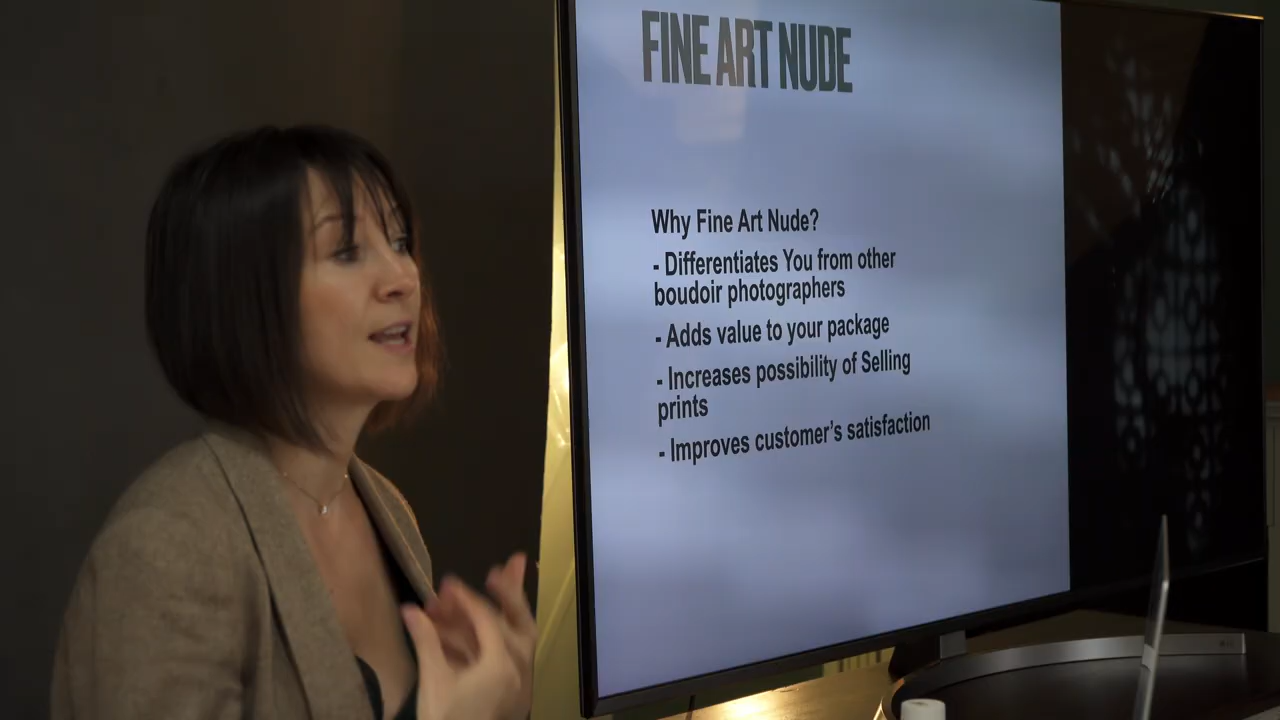 FINE ART NUDE
Why Fine Art Nude?
- Differentiates You from other
boudoir photographers
- Adds value to your package
- Increases possibility of Selling
prints
- Improves customer's satisfaction